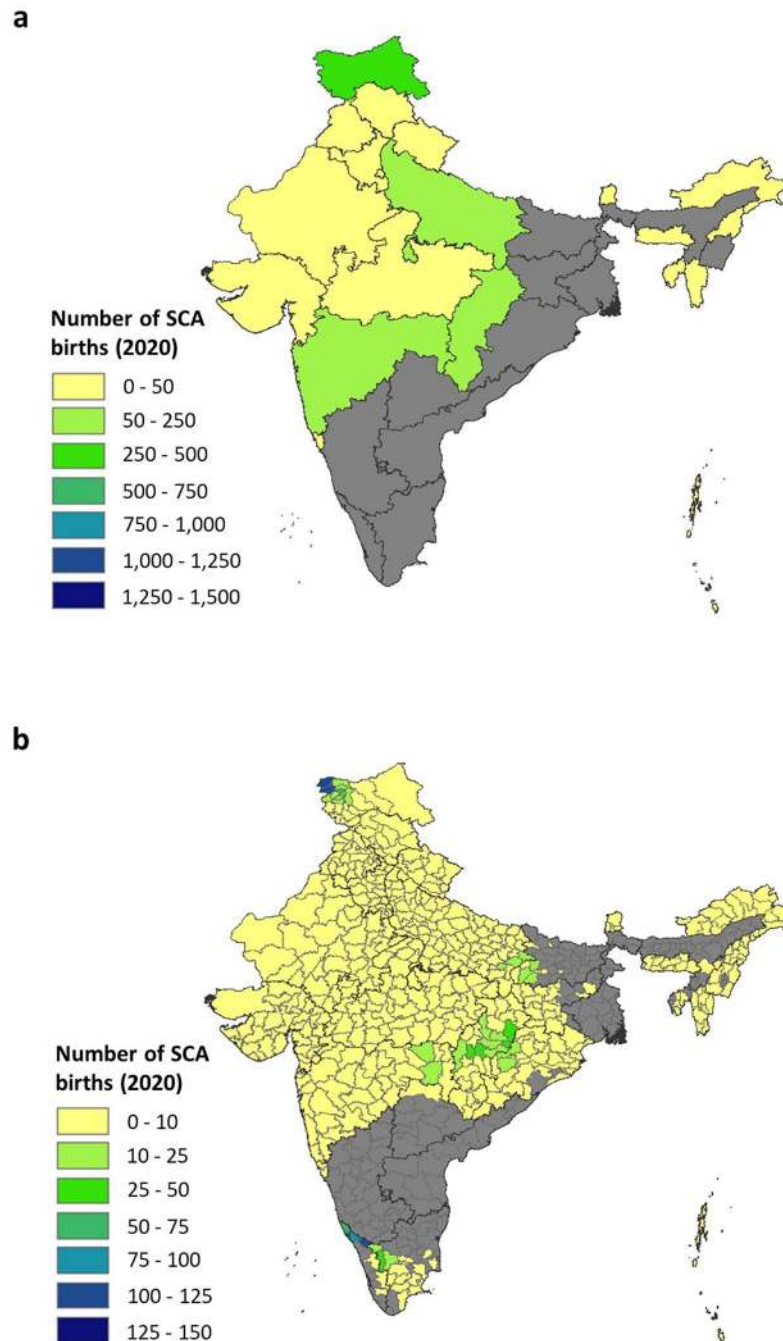 a
Number of SCA
births (2020)
0 - 50
50 - 250
250 - 500
500 - 750
750 - 1,000
1,000 - 1,250
1,250 - 1,500
b
Number of SCA
births (2020)
0 - 10
10 - 25
25 - 50
50 - 75
75 - 100
100 - 125
125 - 150